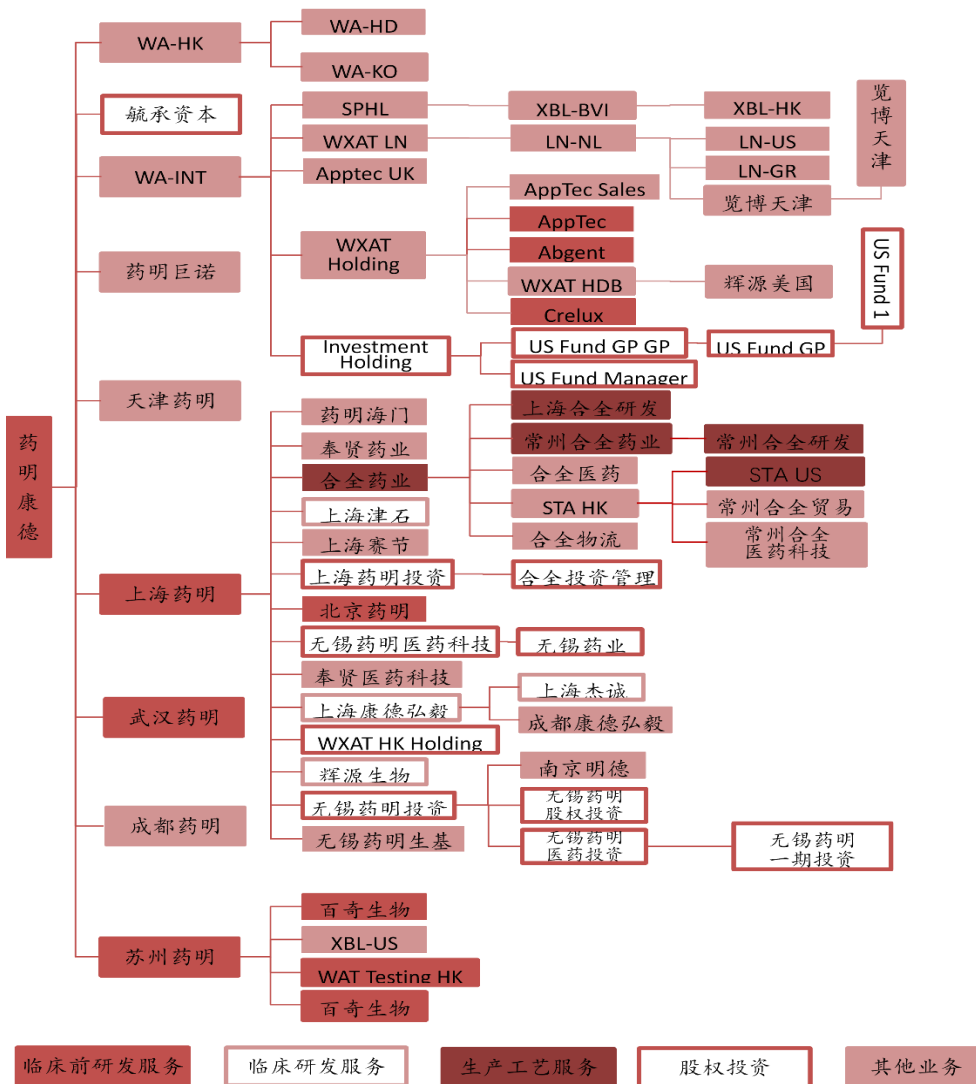 药明康德
WA-HK
WA-HD
WA-KO
毓承资本
WA-INT
SPHL
XBL-BVI
XBL-HK
WXAT LN
LN-NL
LN-US
LN-GR
览博天津
览博天津
Apptec UK
WXAT
Holding
AppTec Sales
AppTec
Abgent
WXAT HDB
辉源美国
Crelux
Investment
Holding
US Fund GP GP
US Fund GP
US Fund 1
US Fund Manager
药明巨诺
天津药明
上海药明
药明海门
奉贤药业
合全药业
上海合全研发
常州合全药业
常州合全研发
合全医药
STA HK
STA US
常州合全贸易
常州合全
医药科技
合全物流
上海津石
上海赛节
上海药明投资
合全投资管理
北京药明
无锡药明医药科技
无锡药业
奉贤医药科技
上海康德弘毅
上海杰诚
成都康德弘毅
WXAT HK Holding
辉源生物
无锡药明投资
南京明德
无锡药明
股权投资
无锡药明
医药投资
无锡药明
一期投资
无锡药明生基
武汉药明
成都药明
苏州药明
百奇生物
XBL-US
WAT Testing HK
百奇生物
临床前研发服务
临床研发服务
生产工艺服务
股权投资
其他业务